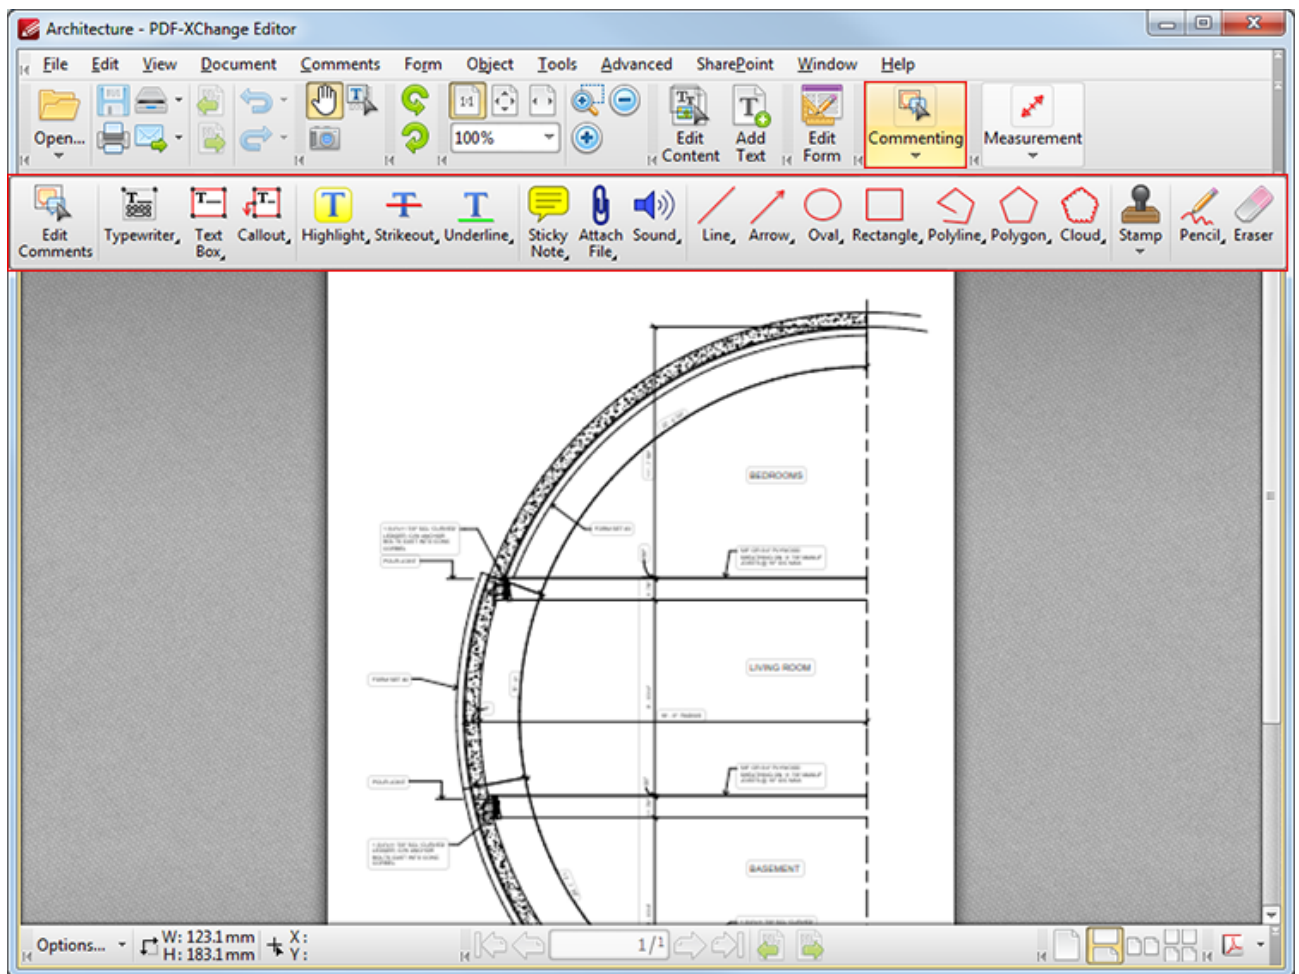 Architecture - PDF-XChange Editor
File Edit View Document Comments Form Object Tools Advanced SharePoint Window Help
Open...
100%
1:1
Edit Content
Add Text
Edit Form
Commenting
Measurement
Edit Comments
Typewriter
Text Box
Callout
Highlight
Strikeout
Underline
Sticky Note
Attach File
Sound
Line
Arrow
Oval
Rectangle
Polyline
Polygon
Cloud
Stamp
Pencil
Eraser
BEDROOMS
LIVING ROOM
BASEMENT
Options...
W: 123.1 mm
H: 183.1 mm
X:
Y:
1/1